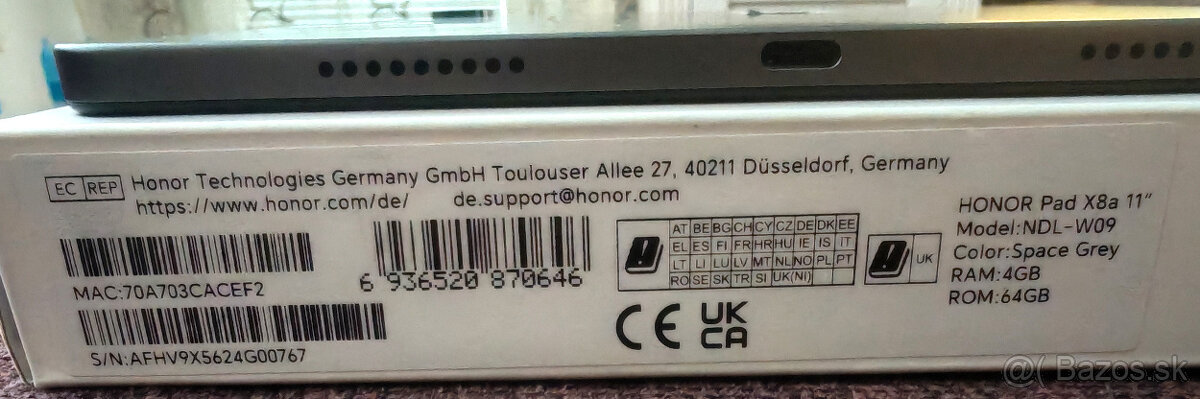 EC REP
Honor Technologies Germany GmbH Toulouser Allee 27, 40211 Düsseldorf, Germany
https://www.honor.com/de/ de.support@honor.com
MAC:70A703CACEF2
S/N:AFHV9X5624G00767
6 936520 870646
AT BE BG CH CY CZ DE DK EE
EL ES FI FR HR HU IE IS IT
LT LI LU LV MT NL NO PL PT
RO SE SK TR SI UK(NI)
UK
CE UK
CA
HONOR Pad X8a 11"
Model:NDL-W09
Color:Space Grey
RAM:4GB
ROM:64GB
@( Bazos.sk